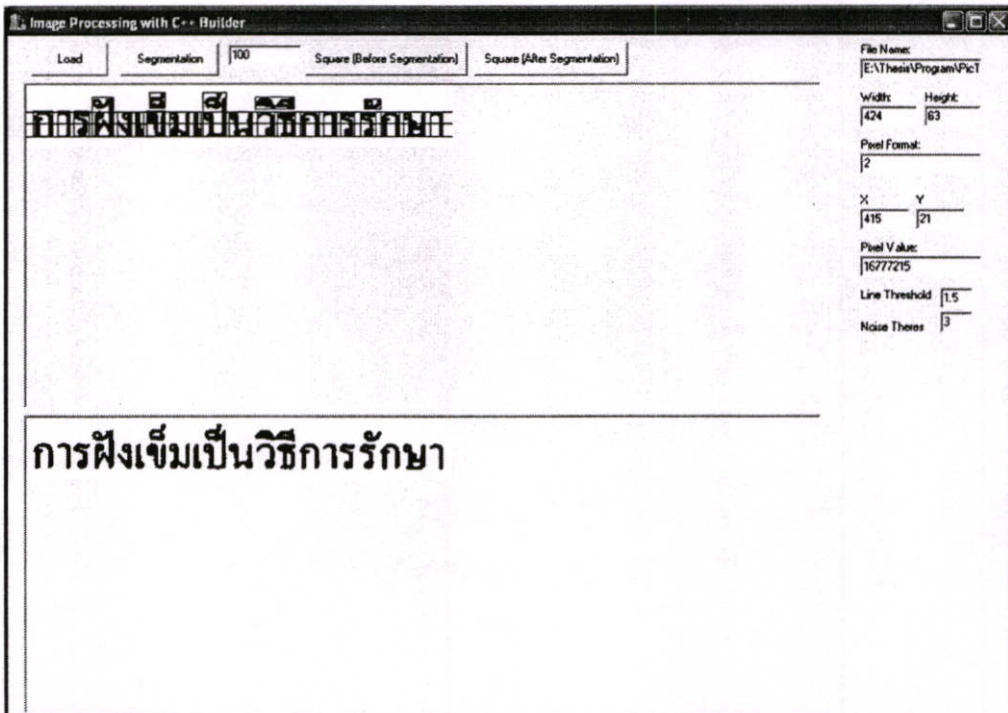 Image Processing with C++ Builder
Load
Segmentation
100
Square (Before Segmentation)
Square (After Segmentation)
การฝังเข็มเป็นวิธีการรักษา
การฝังเข็มเป็นวิธีการรักษา
File Name:
E:\Thesis\Program\PicT
Width: Height:
424 63
Pixel Format:
2
X Y
415 21
Pixel Value:
16777215
Line Threshold 1.5
Noise Theres 3